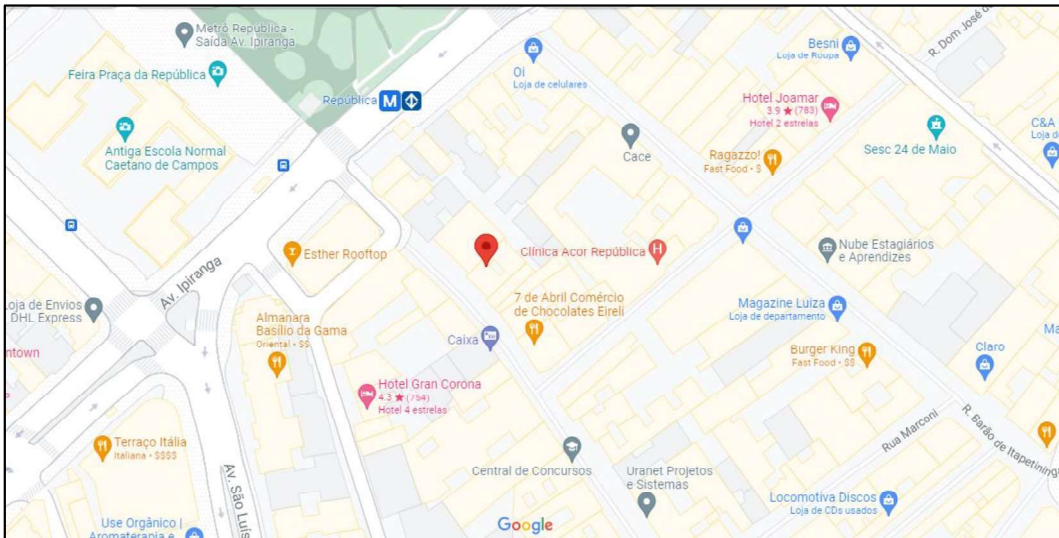 Metrô República -
Saída Av. Ipiranga
Feira Praça da República
República
M
Antiga Escola Normal
Caetano de Campos
Oi
Loja de celulares
Besni
Loja de Roupa
R. Dom José de
Hotel Joamar
3.9 ★ (783)
Hotel 2 estrelas
Cace
Ragazzo!
Fast Food • $
Sesc 24 de Maio
C&A
Loja d
Av. Ipiranga
Esther Rooftop
Clínica Acor República
H
Nube Estagiários
e Aprendizes
oja de Envios
DHL Express
Almanara
Basílio da Gama
Oriental • $$
7 de Abril Comércio
de Chocolates Eireli
Caixa
Magazine Luiza
Loja de departamento
Ma
ntown
Burger King
Fast Food • $$
Claro
Hotel Gran Corona
4.3 ★ (754)
Hotel 4 estrelas
Rua Marconi
R. Barão de Itapetining
Terraço Itália
Italiana • $$$$
Av. São Luís
Central de Concursos
Uranet Projetos
e Sistemas
Locomotiva Discos
Loja de CDs usados
Use Orgânico |
Aromaterapia e
Google